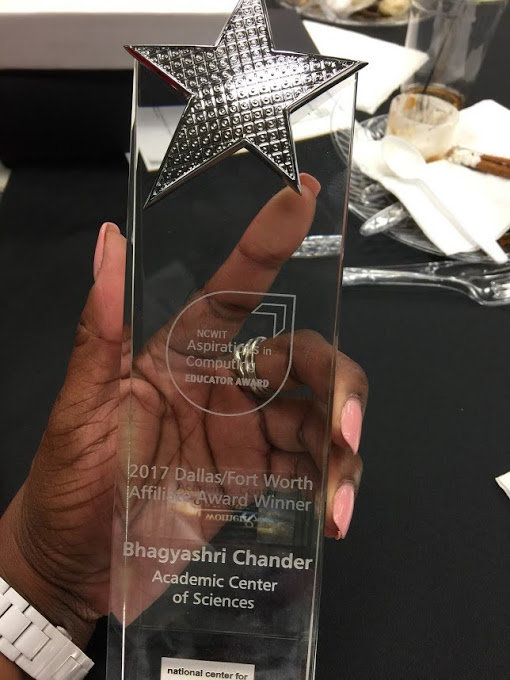 NCWIT
Aspirations in
Computing
EDUCATOR AWARD
2017 Dallas/Fort Worth
Affiliate Award Winner
Bhagyashri Chander
Academic Center
of Sciences
national center for